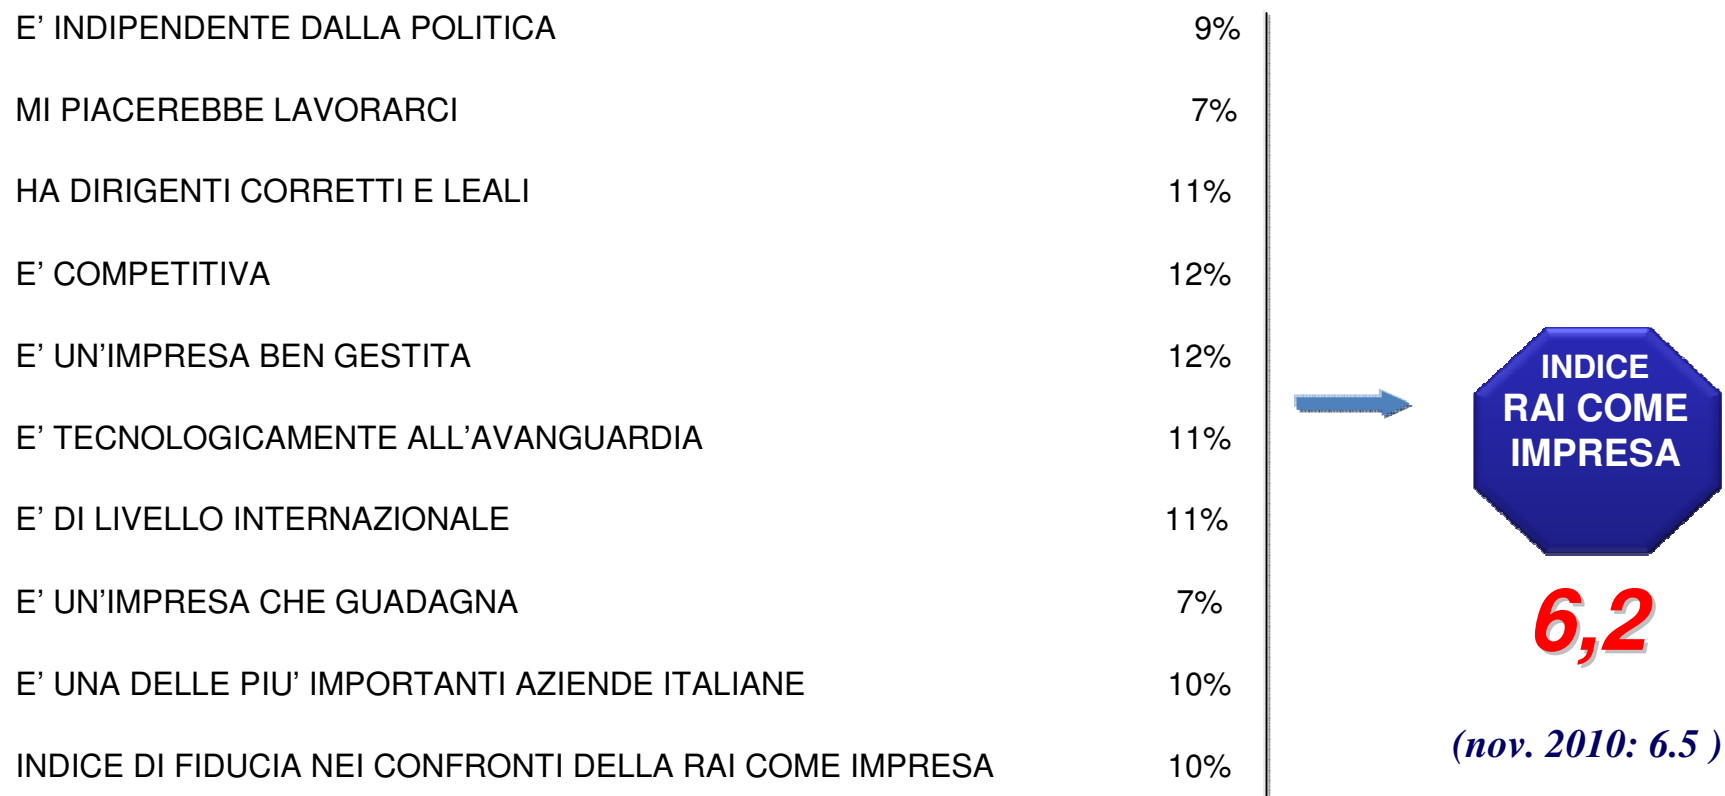 E’ INDIPENDENTE DALLA POLITICA 9%
MI PIACEREBBE LAVORARCI 7%
HA DIRIGENTI CORRETTI E LEALI 11%
E’ COMPETITIVA 12%
E’ UN’IMPRESA BEN GESTITA 12%
E’ TECNOLOGICAMENTE ALL’AVANGUARDIA 11%
E’ DI LIVELLO INTERNAZIONALE 11%
E’ UN’IMPRESA CHE GUADAGNA 7%
E’ UNA DELLE PIU’ IMPORTANTI AZIENDE ITALIANE 10%
INDICE DI FIDUCIA NEI CONFRONTI DELLA RAI COME IMPRESA 10%
INDICE
RAI COME
IMPRESA
6,2
(nov. 2010: 6.5 )